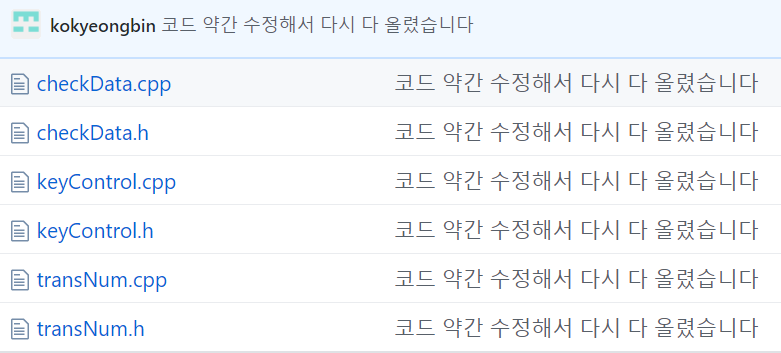 kokyeongbin 코드 약간 수정해서 다시 다 올렸습니다
checkData.cpp 코드 약간 수정해서 다시 다 올렸습니다
checkData.h 코드 약간 수정해서 다시 다 올렸습니다
keyControl.cpp 코드 약간 수정해서 다시 다 올렸습니다
keyControl.h 코드 약간 수정해서 다시 다 올렸습니다
transNum.cpp 코드 약간 수정해서 다시 다 올렸습니다
transNum.h 코드 약간 수정해서 다시 다 올렸습니다